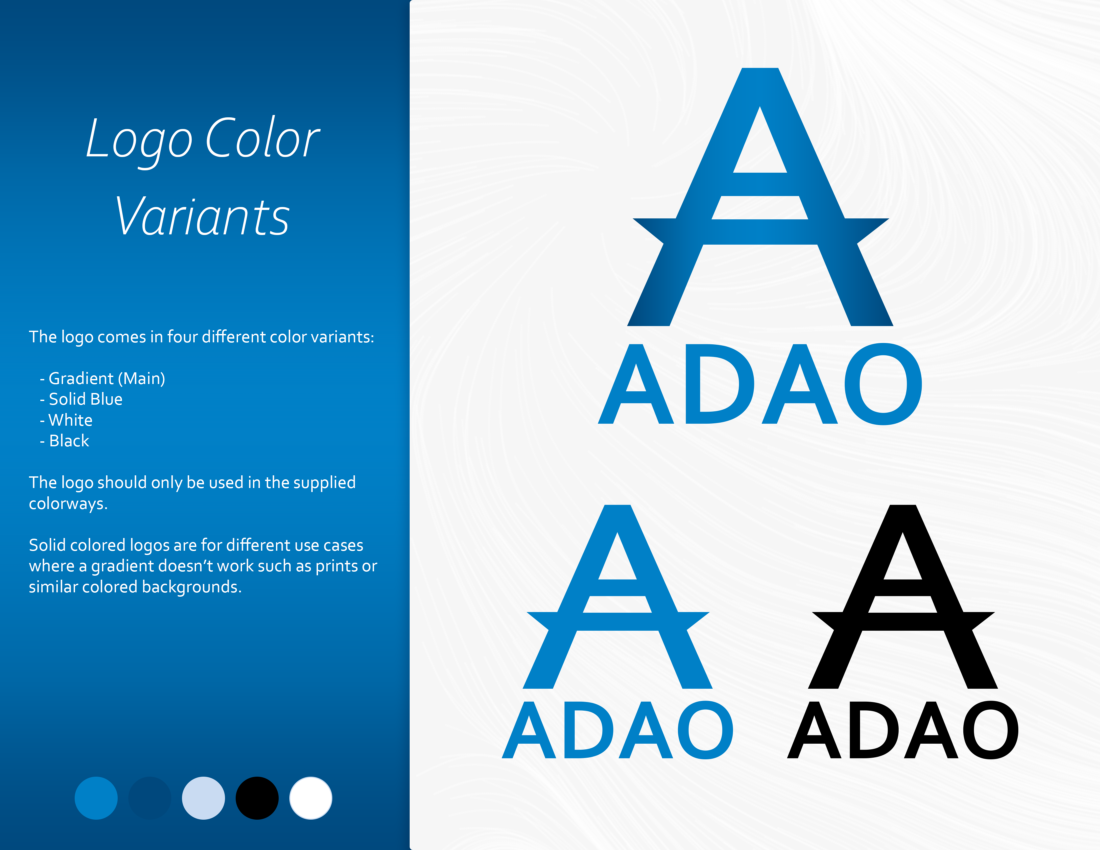 Logo Color
Variants
The logo comes in four different color variants:
- Gradient (Main)
- Solid Blue
- White
- Black
The logo should only be used in the supplied
colorways.
Solid colored logos are for different use cases
where a gradient doesn't work such as prints or
similar colored backgrounds.
A
ADAO
A
ADAO
A
ADAO